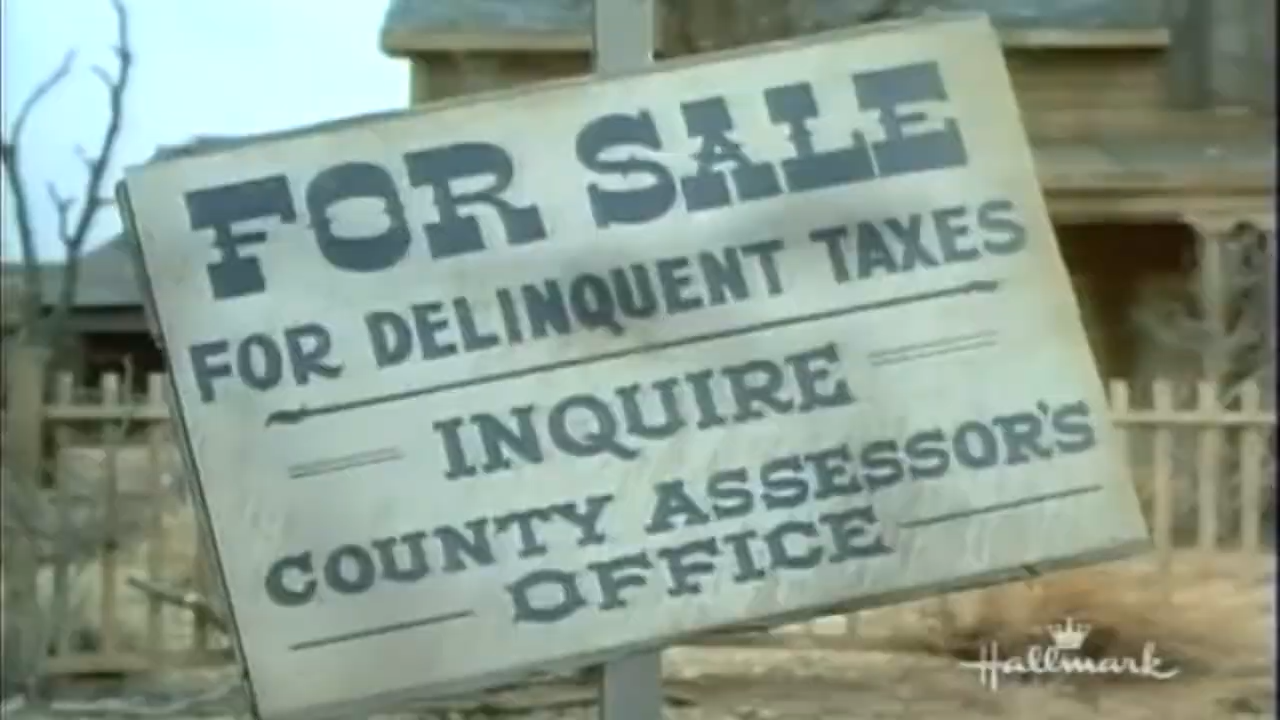 FOR SALE
FOR DELINQUENT TAXES
INQUIRE
COUNTY ASSESSOR'S
OFFICE
Hallmark